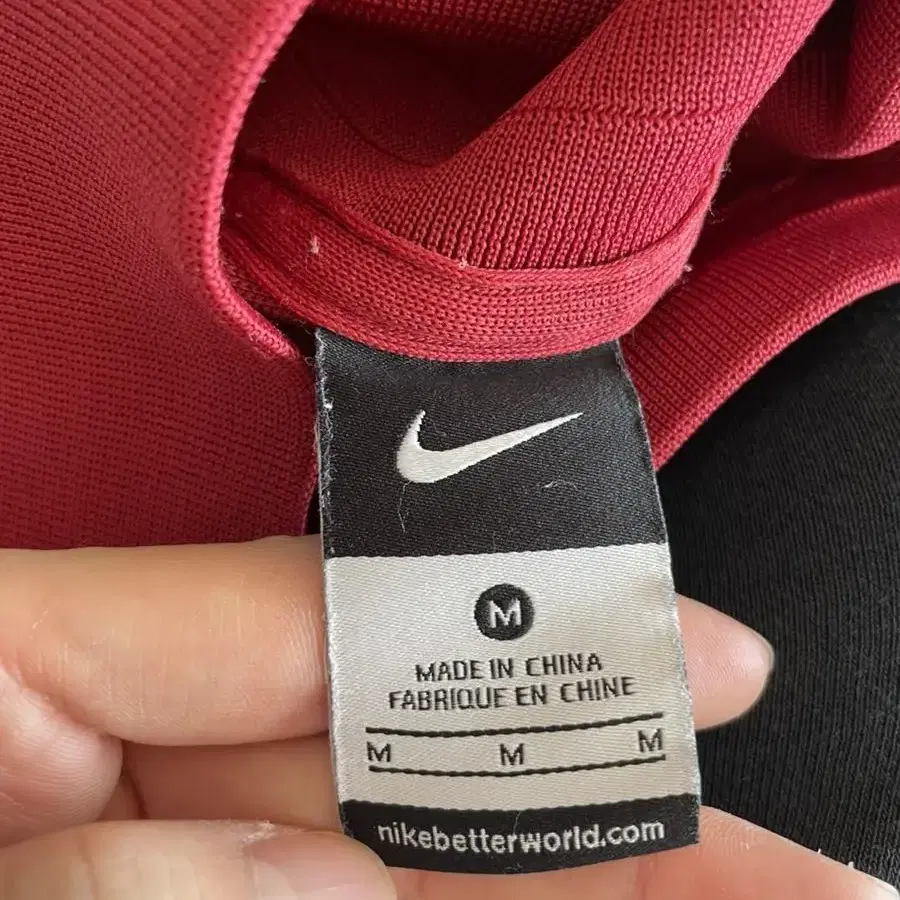 M
MADE IN CHINA
FABRIQUE EN CHINE
M M M
nikebetterworld.com